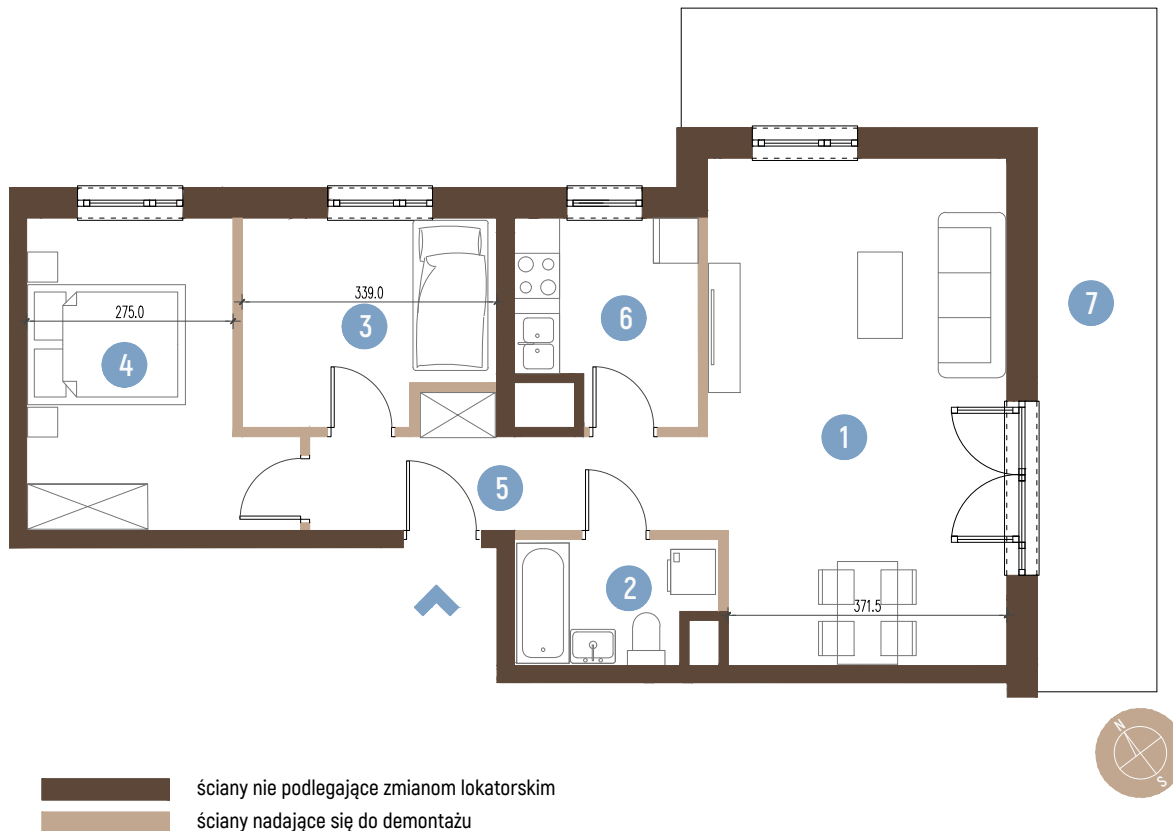 339.0
275.0
3
6
7
4
1
5
2
371.5
N
S
ściany nie podlegające zmianom lokatorskim
ściany nadające się do demontażu